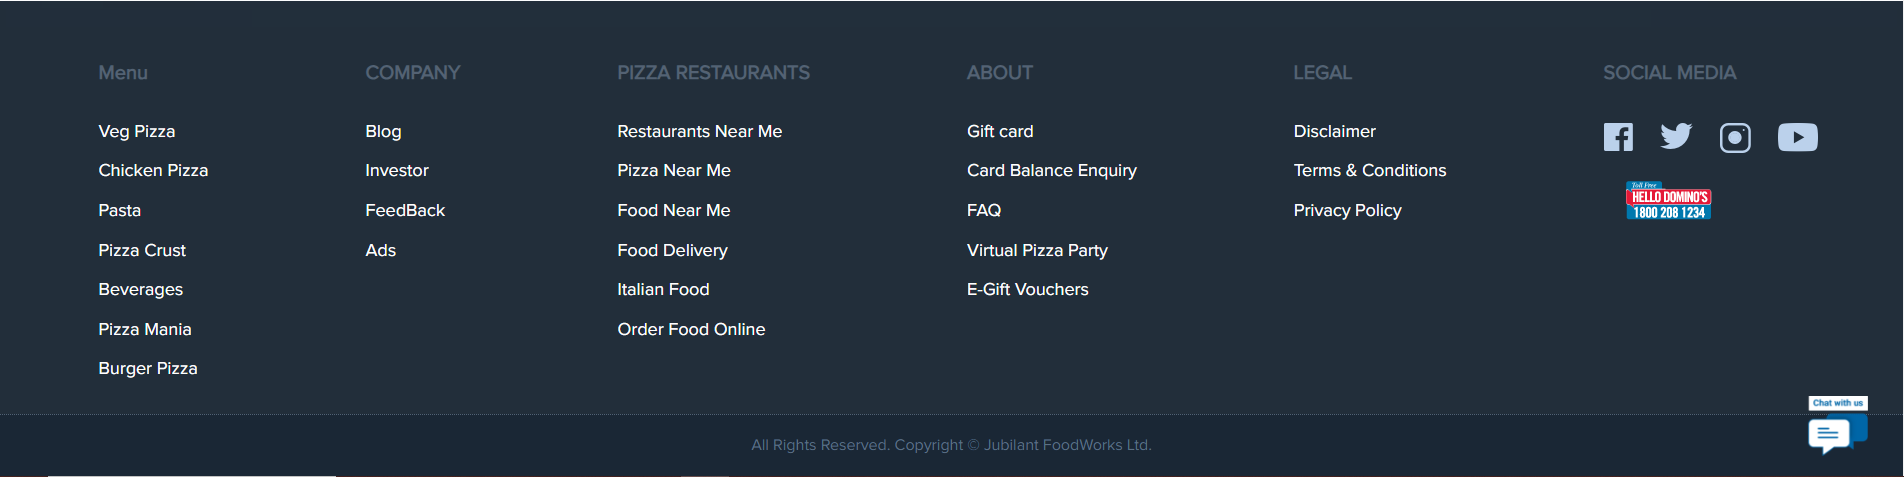 Menu
Veg Pizza
Chicken Pizza
Pasta
Pizza Crust
Beverages
Pizza Mania
Burger Pizza
COMPANY
Blog
Investor
FeedBack
Ads
PIZZA RESTAURANTS
Restaurants Near Me
Pizza Near Me
Food Near Me
Food Delivery
Italian Food
Order Food Online
ABOUT
Gift card
Card Balance Enquiry
FAQ
Virtual Pizza Party
E-Gift Vouchers
LEGAL
Disclaimer
Terms & Conditions
Privacy Policy
SOCIAL MEDIA
Toll Free
HELLO DOMINO'S
1800 208 1234
Chat with us
All Rights Reserved. Copyright © Jubilant FoodWorks Ltd.